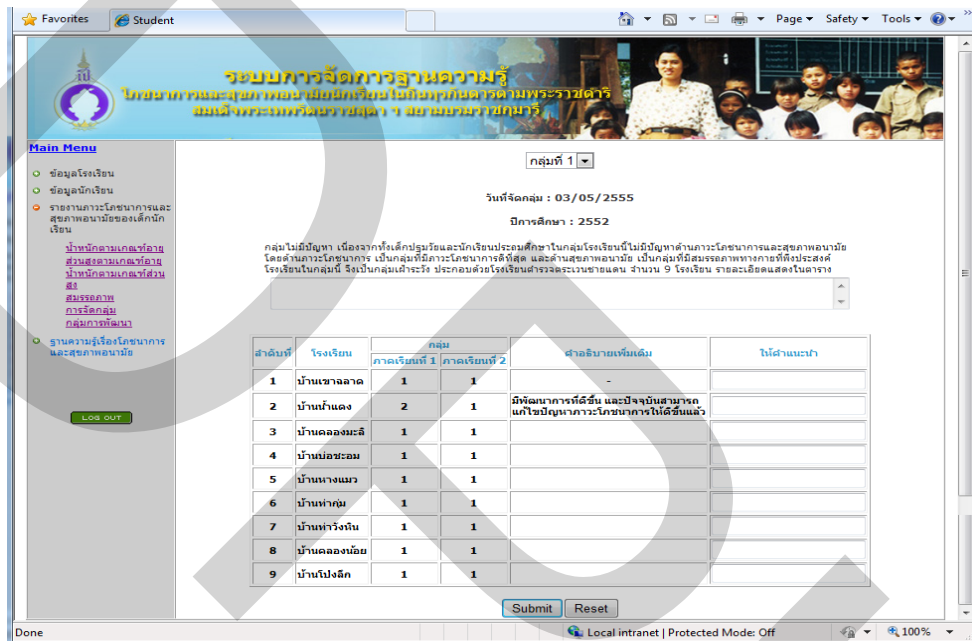 Favorites Student Page Safety Tools
ระบบการจัดการฐานความรู้
โภชนาการและสุขภาพอนามัยนักเรียนในถิ่นทุรกันดารตามพระราชดำริ
สมเด็จพระเทพรัตนราชสุดา ฯ สยามบรมราชกุมารี
Main Menu
ข้อมูลโรงเรียน
ข้อมูลนักเรียน
รายงานภาวะโภชนาการและ
สุขภาพอนามัยของเด็กนัก
เรียน
น้ำหนักตามเกณฑ์อายุ
ส่วนสูงตามเกณฑ์อายุ
น้ำหนักตามเกณฑ์ส่วน
สูง
สมรรถภาพ
การจัดกลุ่ม
กลุ่มการพัฒนา
ฐานความรู้เรื่องโภชนาการ
และสุขภาพอนามัย
LOG OUT
กลุ่มที่ 1
วันที่จัดกลุ่ม : 03/05/2555
ปีการศึกษา : 2552
กลุ่มไม่มีปัญหา เนื่องจากทั้งเด็กปฐมวัยและนักเรียนประถมศึกษาในกลุ่มโรงเรียนนี้ไม่มีปัญหาด้านภาวะโภชนาการและสุขภาพอนามัย
โดยด้านภาวะโภชนาการ เป็นกลุ่มที่มีภาวะโภชนาการดีที่สุด และด้านสุขภาพอนามัย เป็นกลุ่มที่มีสมรรถภาพทางกายที่พึงประสงค์
โรงเรียนในกลุ่มนี้ จึงเป็นกลุ่มเฝ้าระวัง ประกอบด้วยโรงเรียนตำรวจตระเวนชายแดน จำนวน 9 โรงเรียน รายละเอียดแสดงในตาราง
ลำดับที่ โรงเรียน กลุ่ม คำอธิบายเพิ่มเติม ให้คำแนะนำ
ภาคเรียนที่ 1 ภาคเรียนที่ 2
1 บ้านเขาฉลาด 1 1 -
2 บ้านน้ำแดง 2 1 มีพัฒนาการที่ดีขึ้น และปัจจุบันสามารถ
แก้ไขปัญหาภาวะโภชนาการให้ดีขึ้นแล้ว
3 บ้านคลองมะลิ 1 1
4 บ้านบ่อชะอม 1 1
5 บ้านนางแมว 1 1
6 บ้านท่ากุ่ม 1 1
7 บ้านท่าวังหิน 1 1
8 บ้านคลองน้อย 1 1
9 บ้านโป่งลึก 1 1
Submit Reset
Done Local intranet | Protected Mode: Off 100%